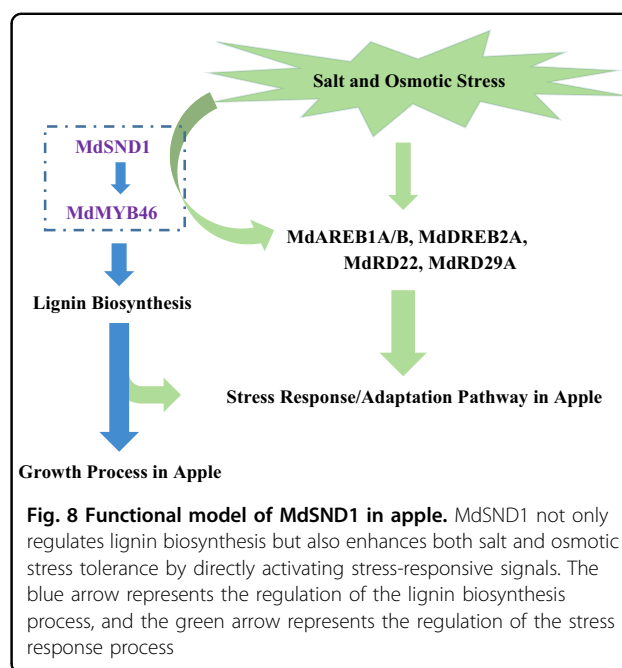 Salt and Osmotic Stress
MdSND1
MdMYB46
MdAREB1A/B, MdDREB2A,
MdRD22, MdRD29A
Lignin Biosynthesis
Stress Response/Adaptation Pathway in Apple
Growth Process in Apple
Fig. 8 Functional model of MdSND1 in apple. MdSND1 not only
regulates lignin biosynthesis but also enhances both salt and osmotic
stress tolerance by directly activating stress-responsive signals. The
blue arrow represents the regulation of the lignin biosynthesis
process, and the green arrow represents the regulation of the stress
response process